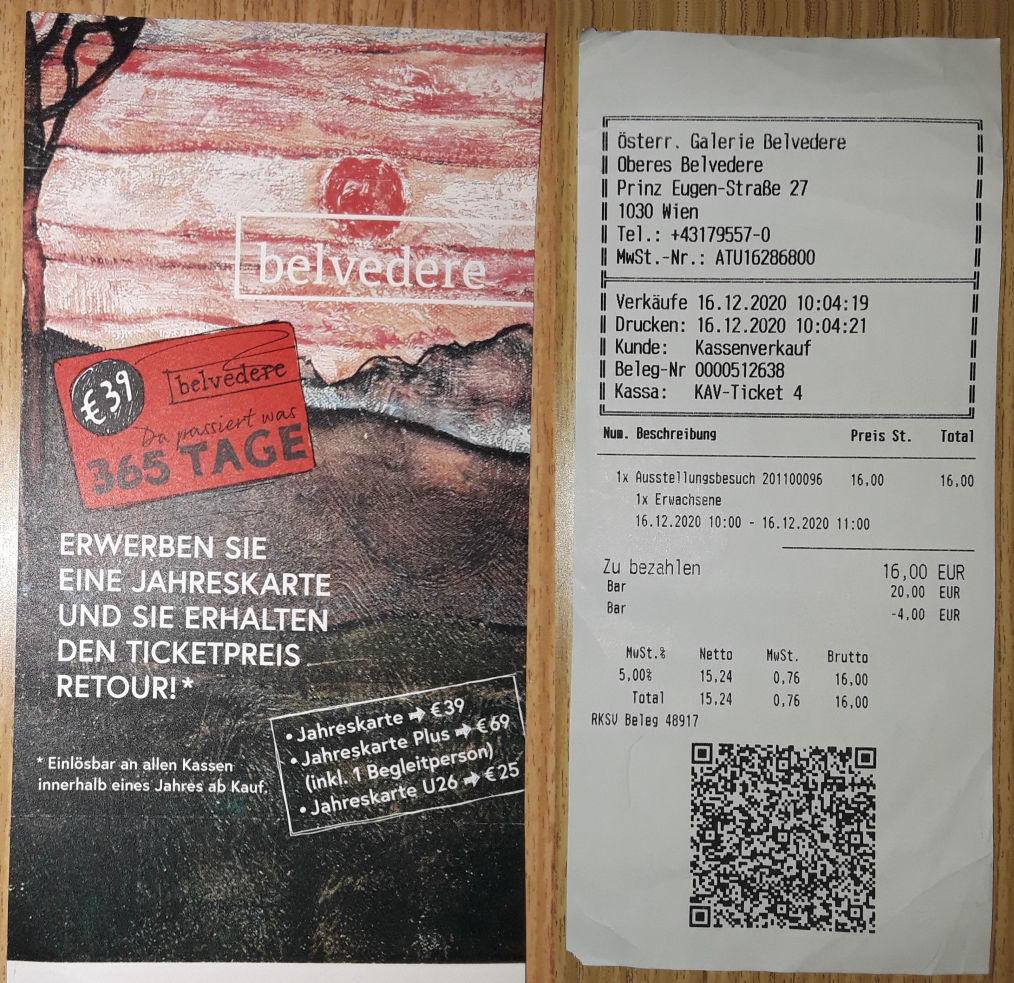 belvedere
€39
belvedere
Da passiert was
365 TAGE
ERWERBEN SIE
EINE JAHRESKARTE
UND SIE ERHALTEN
DEN TICKETPREIS
RETOUR!*
* Einlösbar an allen Kassen
innerhalb eines Jahres ab Kauf.
• Jahreskarte ➾ €39
• Jahreskarte Plus ➾ €69
(inkl. 1 Begleitperson)
• Jahreskarte U26 ➾ €25
Österr. Galerie Belvedere
Oberes Belvedere
Prinz Eugen-Straße 27
1030 Wien
Tel.: +43179557-0
MwSt.-Nr.: ATU16286800
Verkäufe 16.12.2020 10:04:19
Drucken: 16.12.2020 10:04:21
Kunde: Kassenverkauf
Beleg-Nr 0000512638
Kassa: KAV-Ticket 4
Num. Beschreibung Preis St. Total
1x Ausstellungsbesuch 201100096 16,00 16,00
1x Erwachsene
16.12.2020 10:00 - 16.12.2020 11:00
Zu bezahlen 16,00 EUR
Bar 20,00 EUR
Bar -4,00 EUR
MwSt.% Netto MwSt. Brutto
5,00% 15,24 0,76 16,00
Total 15,24 0,76 16,00
RKSV Beleg 48917